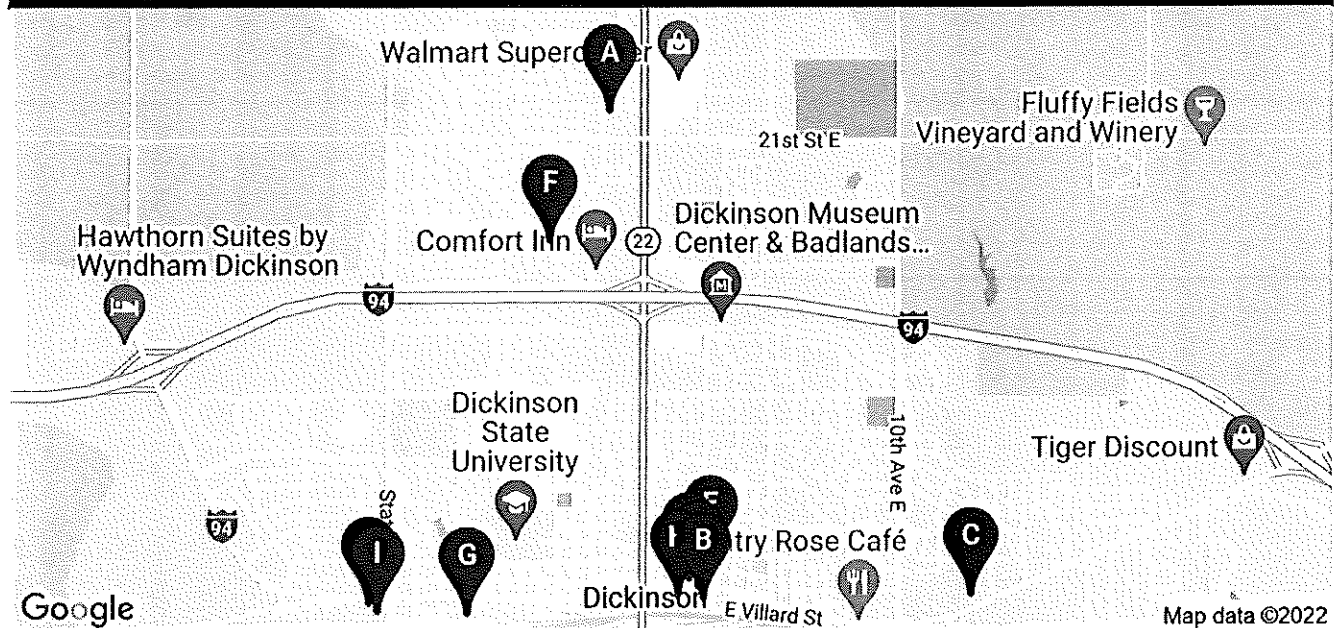 Walmart Superc er
A
Fluffy Fields
Vineyard and Winery
21st St E
F
Hawthorn Suites by
Wyndham Dickinson
Comfort Inn
22
Dickinson Museum
Center & Badlands...
M
94
94
Dickinson
State
University
10th Ave E
Tiger Discount
94
I
G
B
try Rose Café
C
Dickinson
E Villard St
Google
Map data ©2022